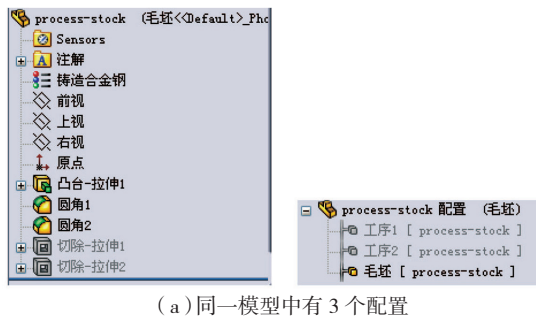 process-stock (毛坯<<Default>_Pho
Sensors
注解
铸造合金钢
前视
上视
右视
原点
凸台-拉伸1
圆角1
圆角2
切除-拉伸1
切除-拉伸2
process-stock 配置 (毛坯)
工序1 [ process-stock ]
工序2 [ process-stock ]
毛坯 [ process-stock ]
(a)同一模型中有 3 个配置